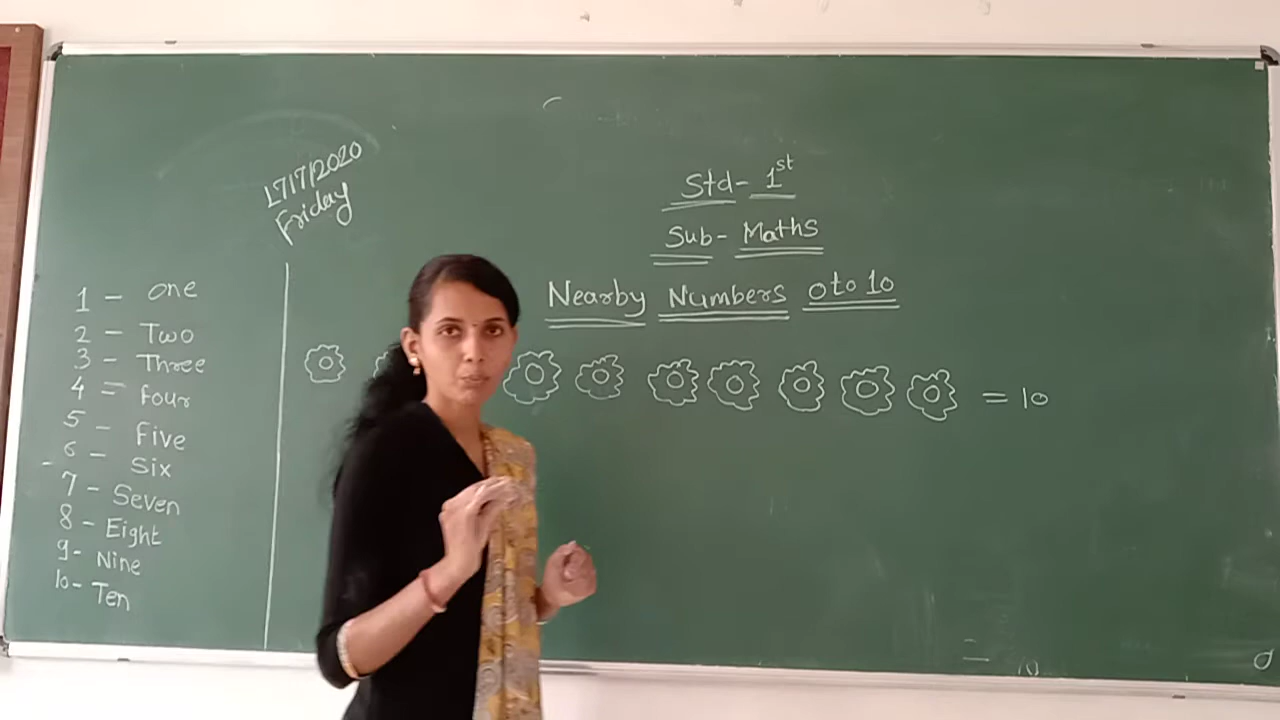 17/7/2020
Friday
Std- 1st
Sub- Maths
Nearby Numbers 0 to 10
1 - one
2 - Two
3 - Three
4 = Four
5 - Five
6 - Six
7 - Seven
8 - Eight
9 - Nine
10 - Ten
= 10